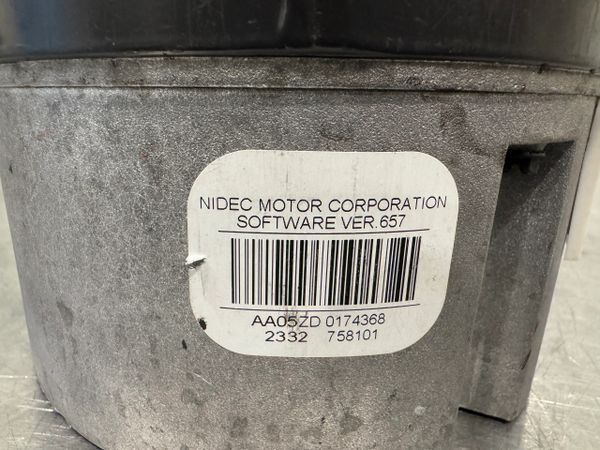 NIDEC MOTOR CORPORATION
SOFTWARE VER.657
AA05ZD 0174368
2332 758101